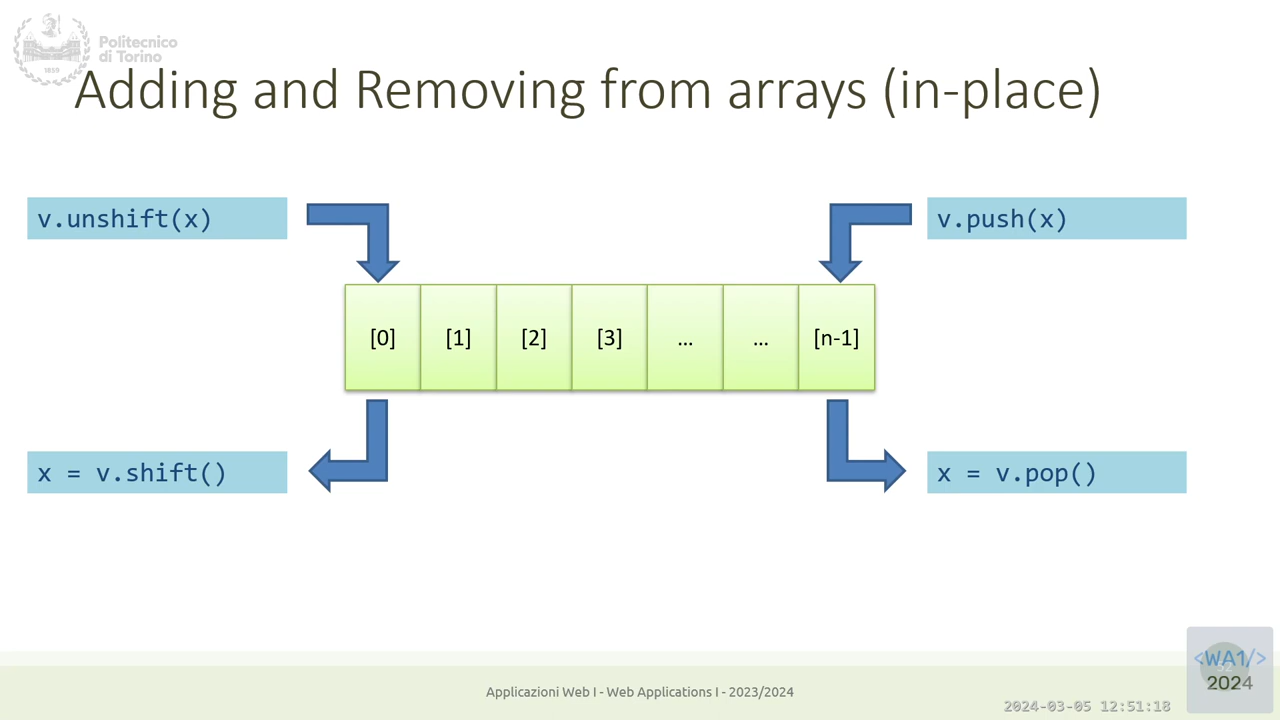 Politecnico
di Torino
1859
Adding and Removing from arrays (in-place)
v.unshift(x)
v.push(x)
[0] [1] [2] [3] ... ... [n-1]
x = v.shift()
x = v.pop()
Applicazioni Web I - Web Applications I - 2023/2024
2024-03-05 12:51:18
<WA1/>
2024